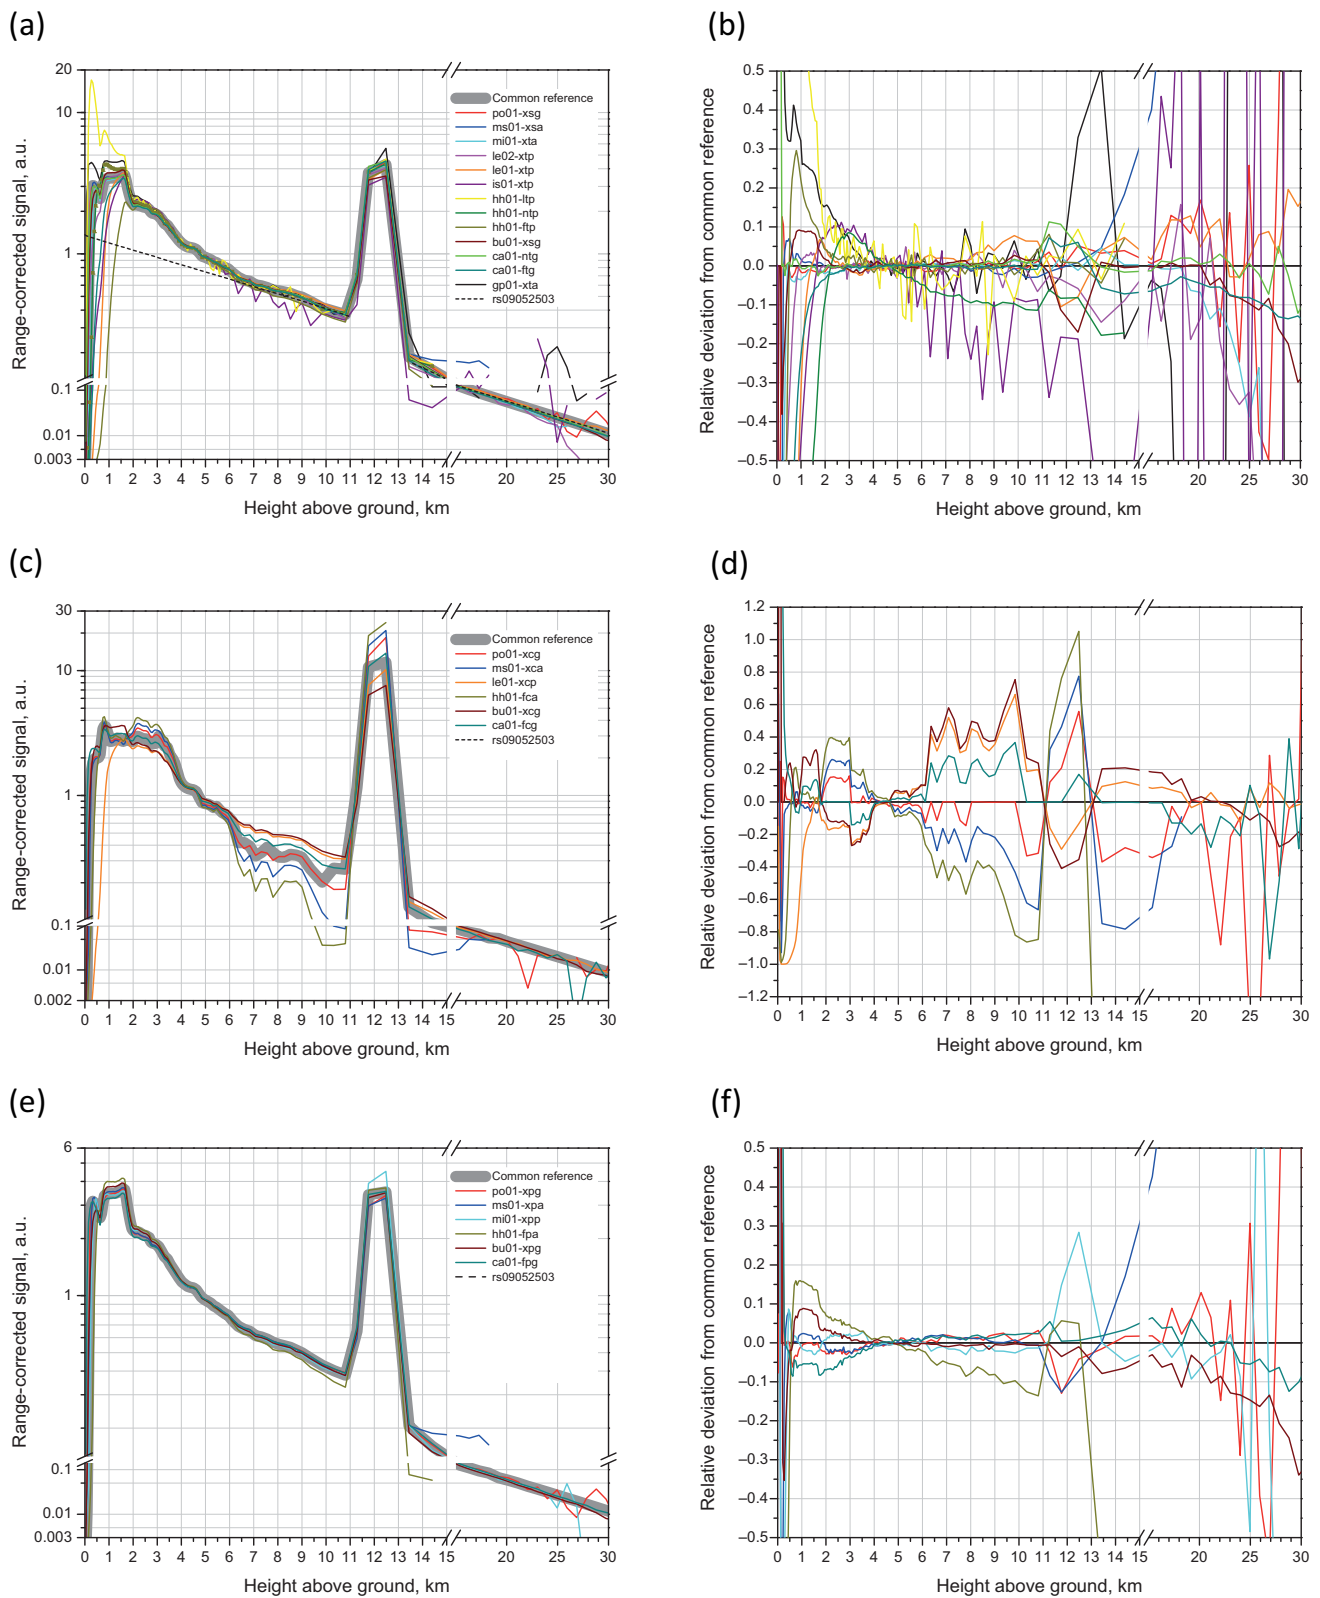 (a)
20
10
1
0.1
0.01
0.003
0 1 2 3 4 5 6 7 8 9 10 11 12 13 14 15 20 25 30
Range-corrected signal, a.u.
Height above ground, km
Common reference
po01-xsg
ms01-xsa
mi01-xta
le02-xtp
le01-xtp
is01-xtp
hh01-ltp
hh01-ntp
hh01-ftp
bu01-xsg
ca01-ntg
ca01-ftg
gp01-xta
rs09052503
(b)
0.5
0.4
0.3
0.2
0.1
0.0
−0.1
−0.2
−0.3
−0.4
−0.5
0 1 2 3 4 5 6 7 8 9 10 11 12 13 14 15 20 25 30
Relative deviation from common reference
Height above ground, km
(c)
30
10
1
0.1
0.01
0.002
0 1 2 3 4 5 6 7 8 9 10 11 12 13 14 15 20 25 30
Range-corrected signal, a.u.
Height above ground, km
Common reference
po01-xcg
ms01-xca
le01-xcp
hh01-fca
bu01-xcg
ca01-fcg
rs09052503
(d)
1.2
1.0
0.8
0.6
0.4
0.2
0.0
−0.2
−0.4
−0.6
−0.8
−1.0
−1.2
0 1 2 3 4 5 6 7 8 9 10 11 12 13 14 15 20 25 30
Relative deviation from common reference
Height above ground, km
(e)
6
1
0.1
0.01
0.003
0 1 2 3 4 5 6 7 8 9 10 11 12 13 14 15 20 25 30
Range-corrected signal, a.u.
Height above ground, km
Common reference
po01-xpg
ms01-xpa
mi01-xpp
hh01-fpa
bu01-xpg
ca01-fpg
rs09052503
(f)
0.5
0.4
0.3
0.2
0.1
0.0
−0.1
−0.2
−0.3
−0.4
−0.5
0 1 2 3 4 5 6 7 8 9 10 11 12 13 14 15 20 25 30
Relative deviation from common reference
Height above ground, km